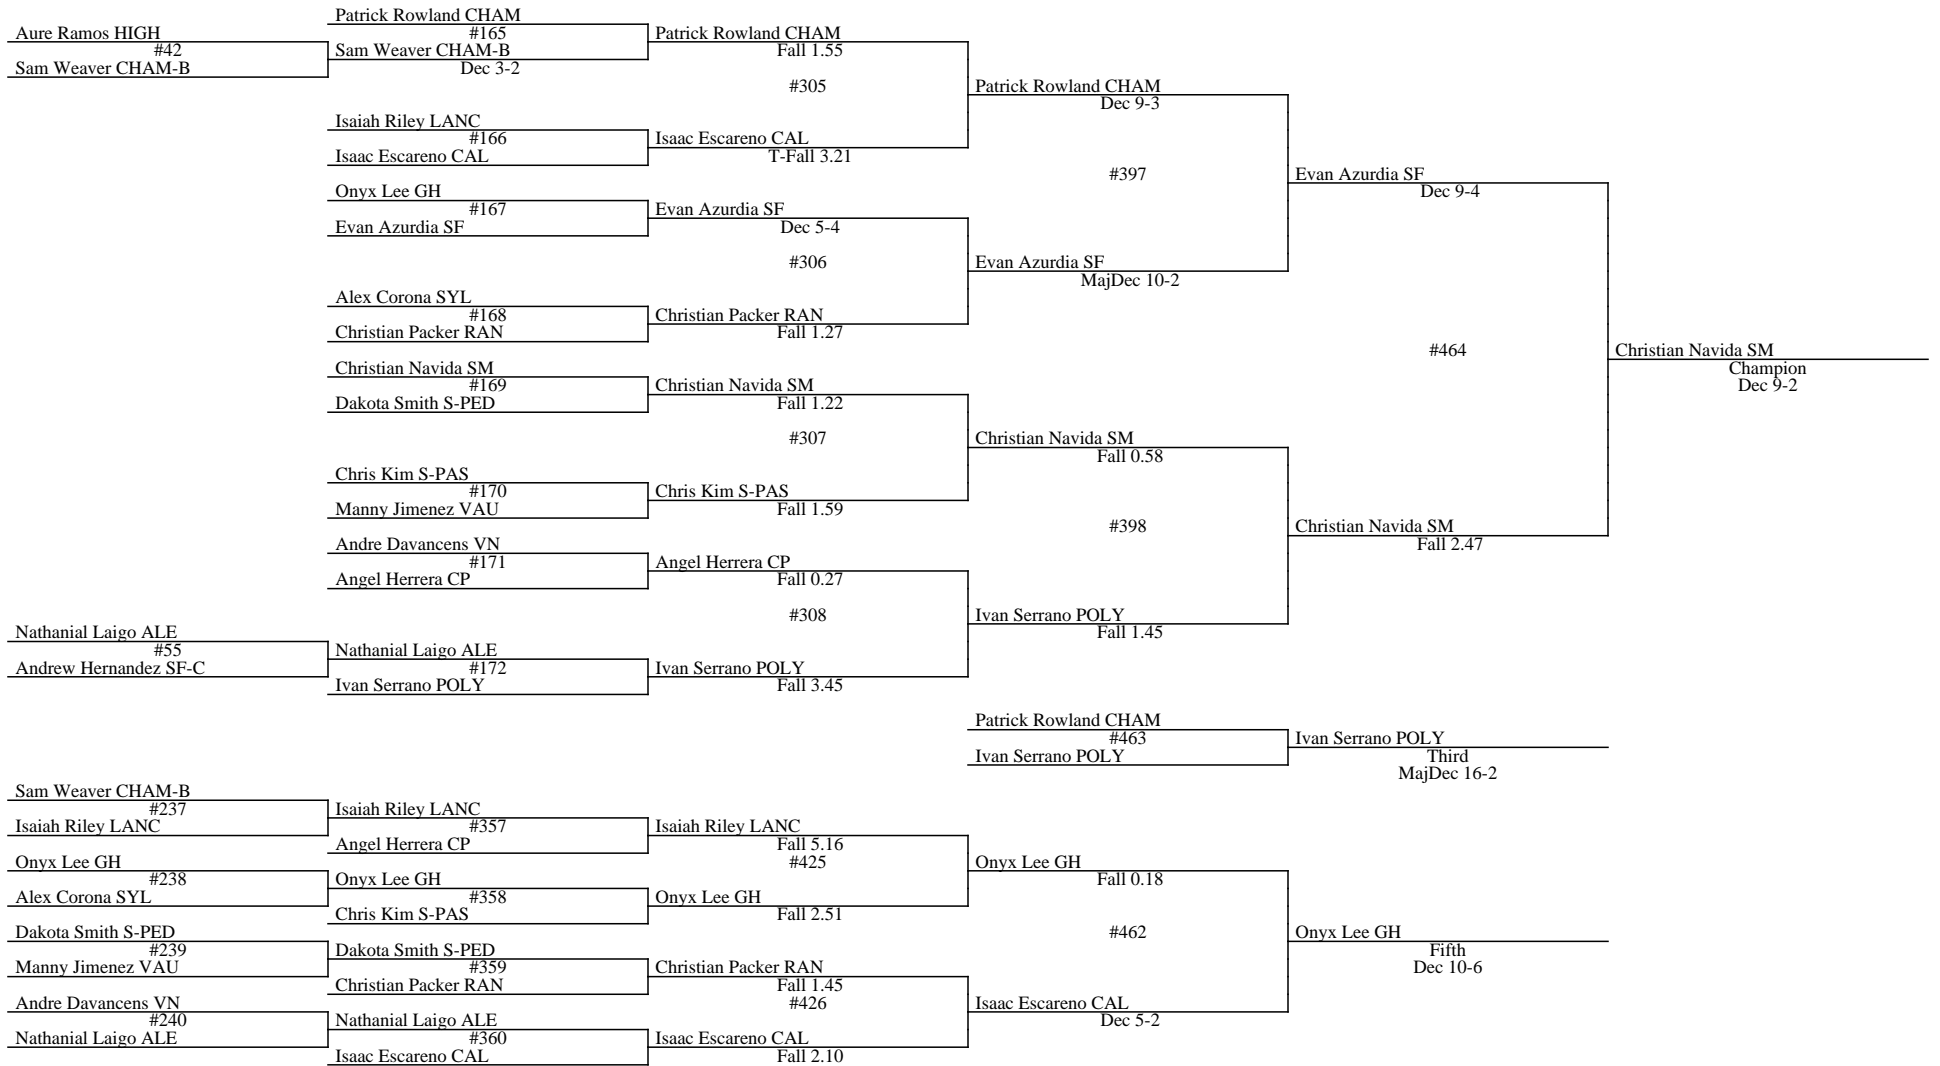 Patrick Rowland CHAM
Aure Ramos HIGH
#165
Patrick Rowland CHAM
#42
Sam Weaver CHAM-B
Fall 1.55
Sam Weaver CHAM-B
Dec 3-2
#305
Patrick Rowland CHAM
Dec 9-3
Isaiah Riley LANC
#166
Isaac Escareno CAL
Isaac Escareno CAL
T-Fall 3.21
#397
Evan Azurdia SF
Dec 9-4
Onyx Lee GH
#167
Evan Azurdia SF
Evan Azurdia SF
Dec 5-4
#306
Evan Azurdia SF
MajDec 10-2
Alex Corona SYL
#168
Christian Packer RAN
Christian Packer RAN
Fall 1.27
#464
Christian Navida SM
Champion
Dec 9-2
Christian Navida SM
#169
Christian Navida SM
Dakota Smith S-PED
Fall 1.22
#307
Christian Navida SM
Fall 0.58
Chris Kim S-PAS
#170
Chris Kim S-PAS
Manny Jimenez VAU
Fall 1.59
#398
Christian Navida SM
Fall 2.47
Andre Davancens VN
#171
Angel Herrera CP
Angel Herrera CP
Fall 0.27
#308
Ivan Serrano POLY
Fall 1.45
Nathanial Laigo ALE
#55
Nathanial Laigo ALE
Andrew Hernandez SF-C
#172
Ivan Serrano POLY
Ivan Serrano POLY
Fall 3.45
Patrick Rowland CHAM
#463
Ivan Serrano POLY
Ivan Serrano POLY
Third
MajDec 16-2
Sam Weaver CHAM-B
#237
Isaiah Riley LANC
Isaiah Riley LANC
#357
Isaiah Riley LANC
Angel Herrera CP
Fall 5.16
Onyx Lee GH
#425
Onyx Lee GH
#238
Onyx Lee GH
Fall 0.18
Alex Corona SYL
#358
Onyx Lee GH
Chris Kim S-PAS
Fall 2.51
Dakota Smith S-PED
#462
Onyx Lee GH
#239
Dakota Smith S-PED
Fifth
Manny Jimenez VAU
#359
Christian Packer RAN
Dec 10-6
Christian Packer RAN
Fall 1.45
Andre Davancens VN
#426
Isaac Escareno CAL
#240
Nathanial Laigo ALE
Dec 5-2
Nathanial Laigo ALE
#360
Isaac Escareno CAL
Isaac Escareno CAL
Fall 2.10